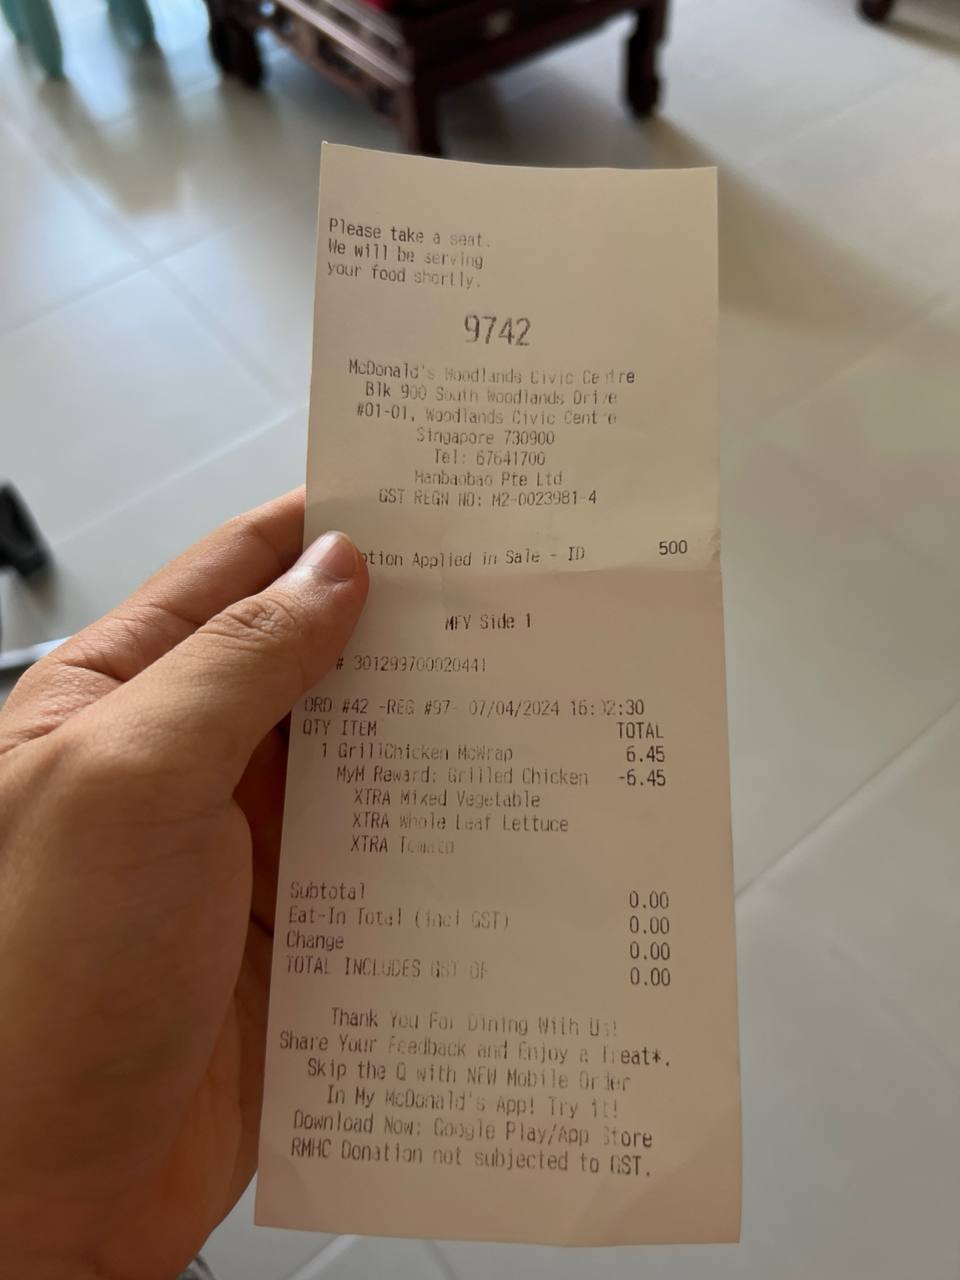 Please take a seat.
We will be serving
your food shortly.
9742
McDonald's Woodlands Civic Centre
Blk 900 South Woodlands Drive
#01-01, Woodlands Civic Centre
Singapore 730900
Tel: 67641700
Hanbaobao Pte Ltd
GST REGN NO: M2-0023981-4
Applied in Sale - ID 500
MFY Side 1
# 301299700020441
ORD #42 -REG #97- 07/04/2024 16:02:30
QTY ITEM TOTAL
1 GrillChicken McWrap 6.45
MyM Reward: Grilled Chicken -6.45
XTRA Mixed Vegetable
XTRA Whole Leaf Lettuce
XTRA Tomato
Subtotal 0.00
Eat-In Total (incl GST) 0.00
Change 0.00
TOTAL INCLUDES GST OF 0.00
Thank You For Dining With Us!
Share Your Feedback and Enjoy a Treat*.
Skip the Q with NEW Mobile Order
In My McDonald's App! Try it!
Download Now: Google Play/App Store
RMHC Donation not subjected to GST.